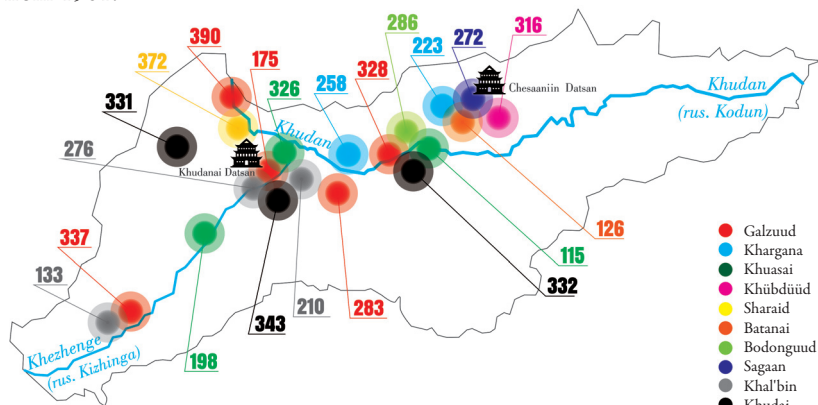 390
286
316
272
223
175
328
372
326
258
331
Chesaaniin Datsan
Khudan
(rus. Kodun)
Khudan
276
Khudanai Datsan
337
133
126
115
332
283
210
343
198
Khezhenge
(rus. Kizhinga)
Galzuud
Khargana
Khuasai
Khübdüüd
Sharaid
Batanai
Bodonguud
Sagaan
Khal'bin
Khudai